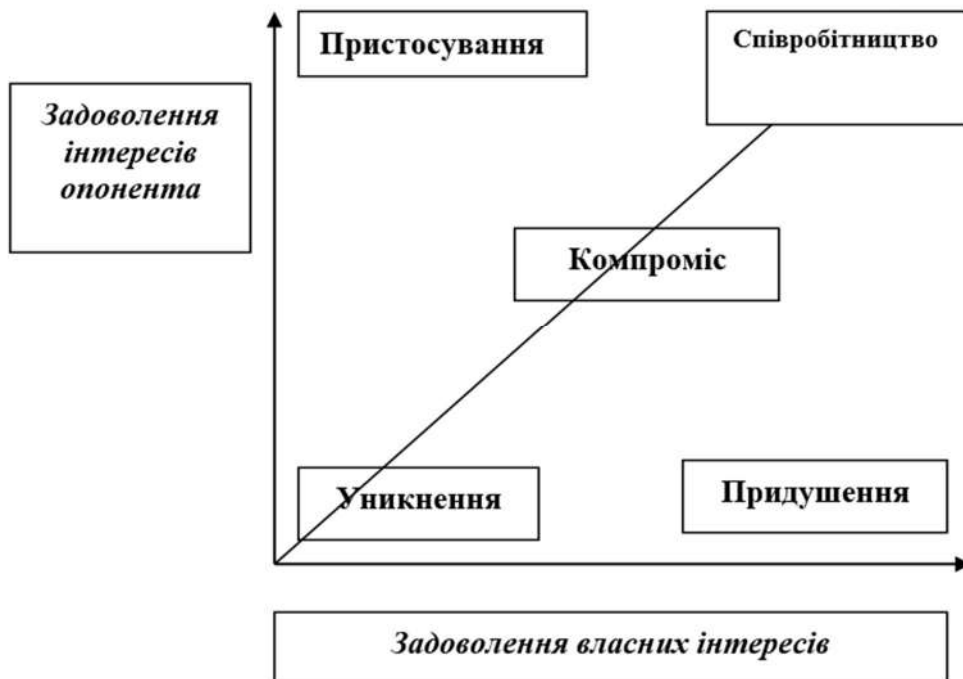 Пристосування
Співробітництво
Задоволення
інтересів
опонента
Компроміс
Уникнення
Придушення
Задоволення власних інтересів